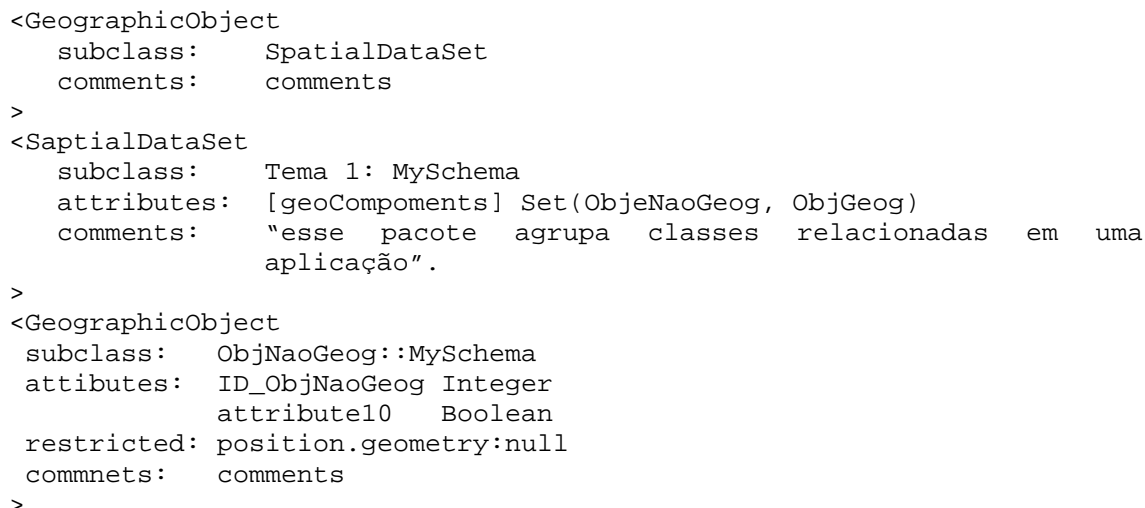 <GeographicObject
subclass: SpatialDataSet
comments: comments
>
<SaptialDataSet
subclass: Tema 1: MySchema
attributes: [geoCompoments] Set(ObjeNaoGeog, ObjGeog)
comments: “esse pacote agrupa classes relacionadas em uma
aplicação”.
>
<GeographicObject
subclass: ObjNaoGeog::MySchema
attibutes: ID_ObjNaoGeog Integer
attribute10 Boolean
restricted: position.geometry:null
commnets: comments
>